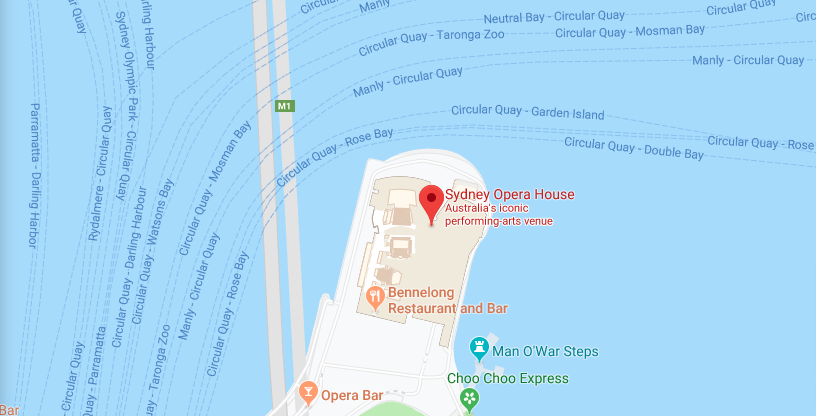 Circular Quay
Manly
Neutral Bay - Circular Quay
Circular Quay - Taronga Zoo
Circular Quay - Mosman Bay
Manly - Circular Quay
Manly - Circular Quay
Circular Quay - Garden Island
Circular Quay - Rose Bay
Circular Quay - Double Bay
Circular Quay - Rose
M1
Darling Harbour
Sydney Olympic Park - Circular Quay
Parramatta - Darling Harbor
Rydalmere - Circular Quay
Circular Quay - Mosman Bay
Circular Quay - Darling Harbour
Circular Quay - Watsons Bay
Manly - Circular Quay
Circular Quay - Rose Bay
Circular Quay - Taronga Zoo
Circular Quay - Parramatta
Circular Quay
Sydney Opera House
Australia's iconic
performing-arts venue
Bennelong
Restaurant and Bar
Man O'War Steps
Choo Choo Express
Opera Bar
Bar